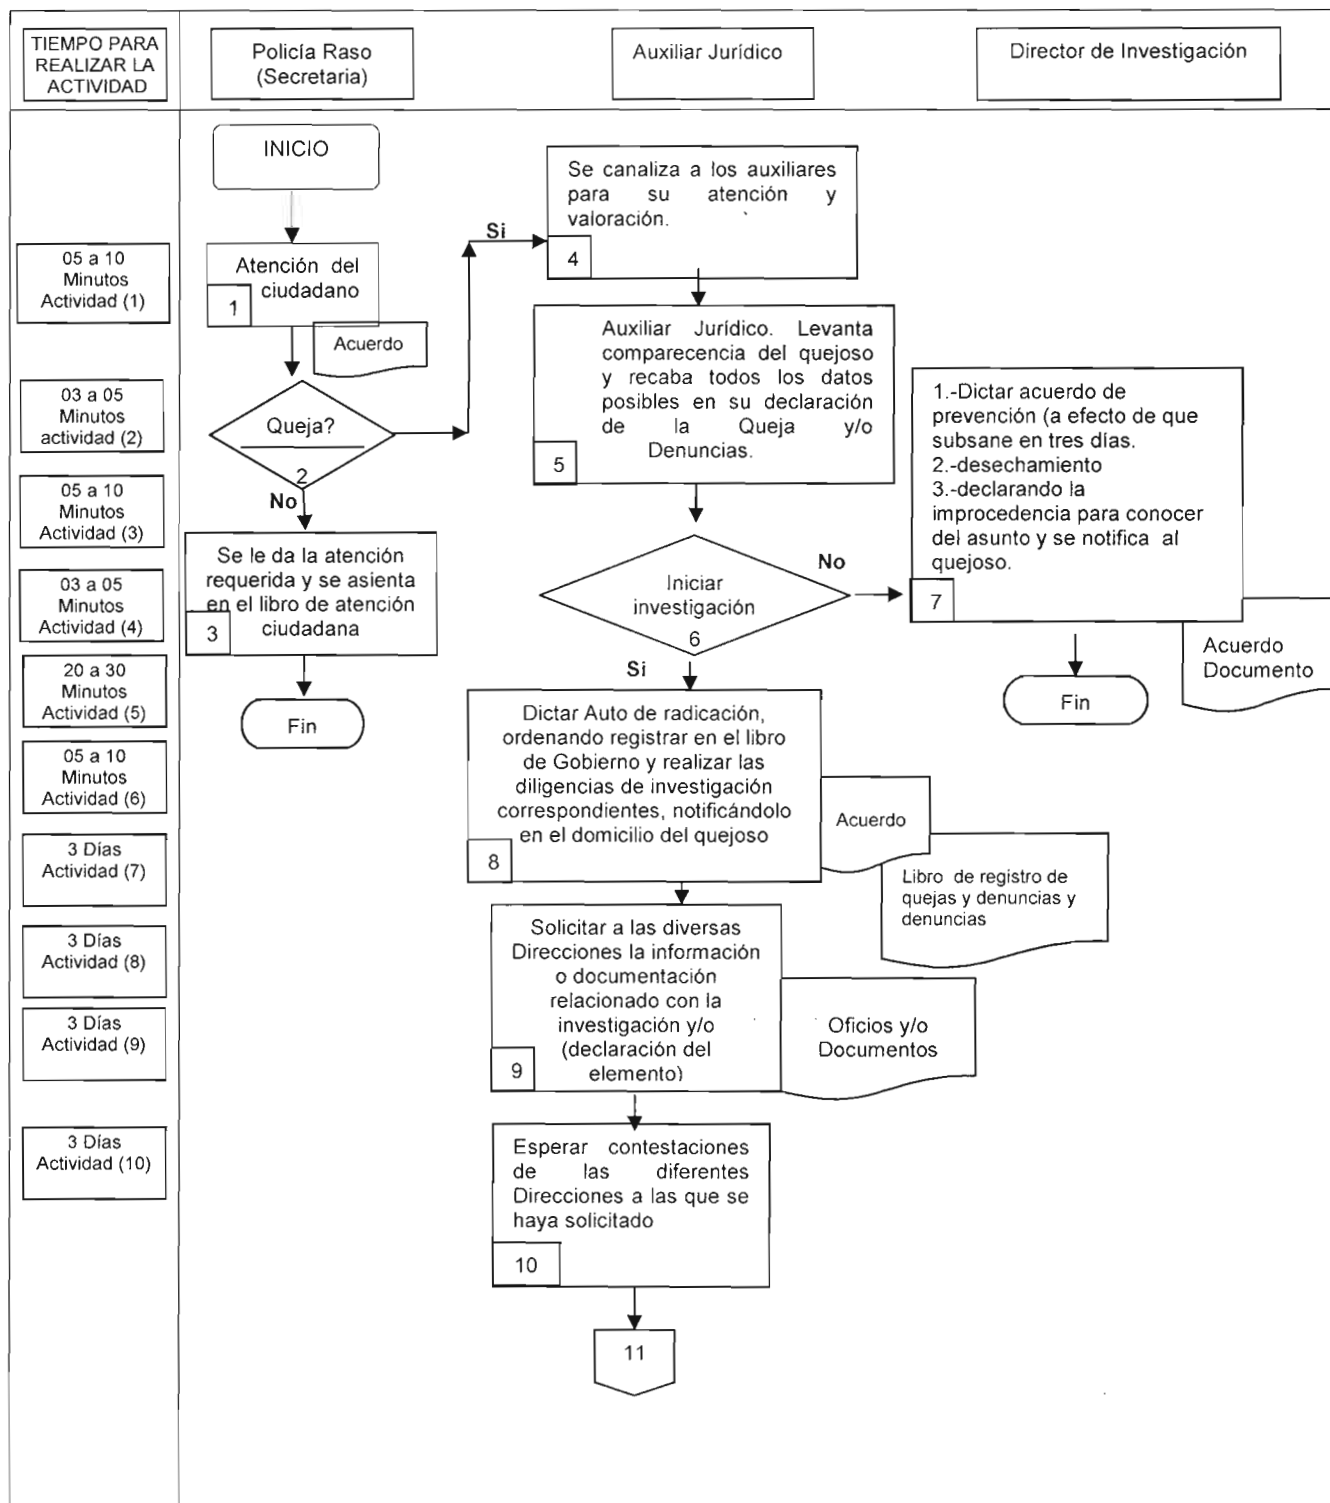 TIEMPO PARA
REALIZAR LA
ACTIVIDAD
Policía Raso
(Secretaria)
Auxiliar Jurídico
Director de Investigación
INICIO
05 a 10
Minutos
Actividad (1)
Atención del
ciudadano
1
Acuerdo
03 a 05
Minutos
actividad (2)
Queja?
2
Si
No
05 a 10
Minutos
Actividad (3)
Se le da la atención
requerida y se asienta
en el libro de atención
ciudadana
3
Fin
03 a 05
Minutos
Actividad (4)
20 a 30
Minutos
Actividad (5)
05 a 10
Minutos
Actividad (6)
3 Días
Actividad (7)
3 Días
Actividad (8)
3 Días
Actividad (9)
3 Días
Actividad (10)
Se canaliza a los auxiliares
para su atención y
valoración.
4
Auxiliar Jurídico. Levanta
comparecencia del quejoso
y recaba todos los datos
posibles en su declaración
de la Queja y/o
Denuncias.
5
Iniciar
investigación
6
No
Si
1.-Dictar acuerdo de
prevención (a efecto de que
subsane en tres días.
2.-desechamiento
3.-declarando la
improcedencia para conocer
del asunto y se notifica al
quejoso.
7
Acuerdo
Documento
Fin
Dictar Auto de radicación,
ordenando registrar en el libro
de Gobierno y realizar las
diligencias de investigación
correspondientes, notificándolo
en el domicilio del quejoso
8
Acuerdo
Libro de registro de
quejas y denuncias y
denuncias
Solicitar a las diversas
Direcciones la información
o documentación
relacionado con la
investigación y/o
(declaración del
elemento)
9
Oficios y/o
Documentos
Esperar contestaciones
de las diferentes
Direcciones a las que se
haya solicitado
10
11